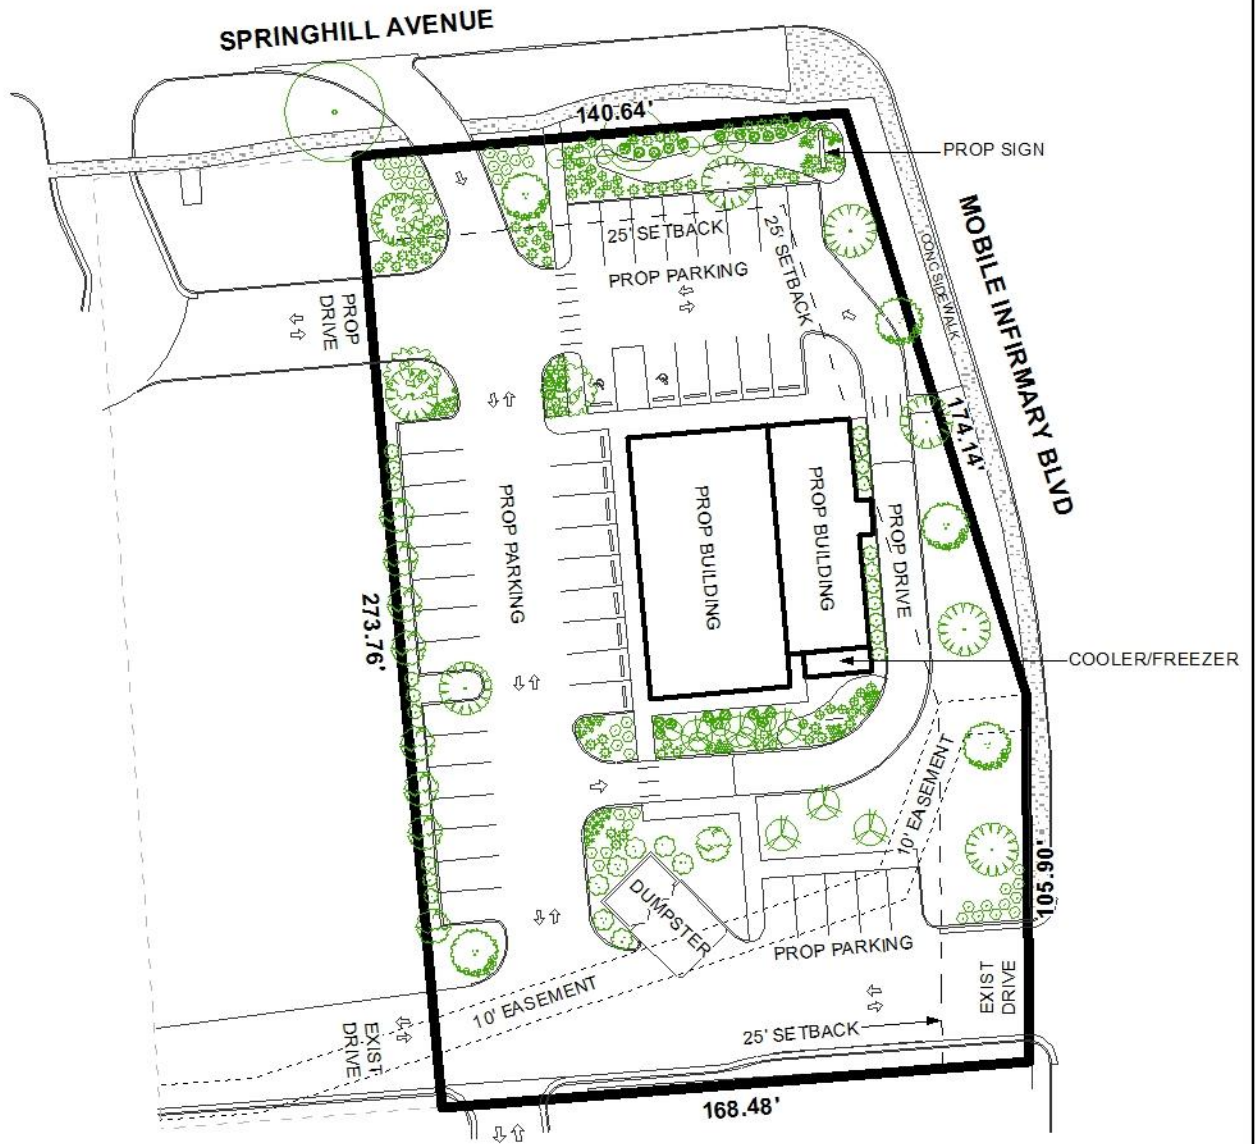 SPRINGHILL AVENUE
140.64'
PROP SIGN
MOBILE INFIRMARY BLVD
CONC SIDEWALK
25' SETBACK
25' SETBACK
PROP PARKING
PROP
DRIVE
174.14'
PROP PARKING
PROP BUILDING
PROP BUILDING
PROP DRIVE
273.76'
COOLER/FREEZER
10' EASEMENT
105.90'
DUMPSTER
PROP PARKING
10' EASEMENT
EXIST
DRIVE
EXIST
DRIVE
25' SETBACK
168.48'